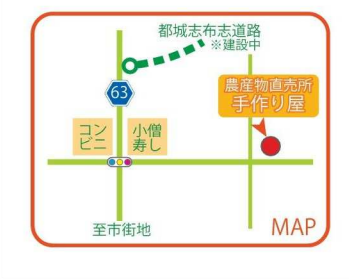 都城志布志道路
※建設中
63
農産物直売所
手作り屋
コン
ビニ
小僧
寿し
至市街地
MAP